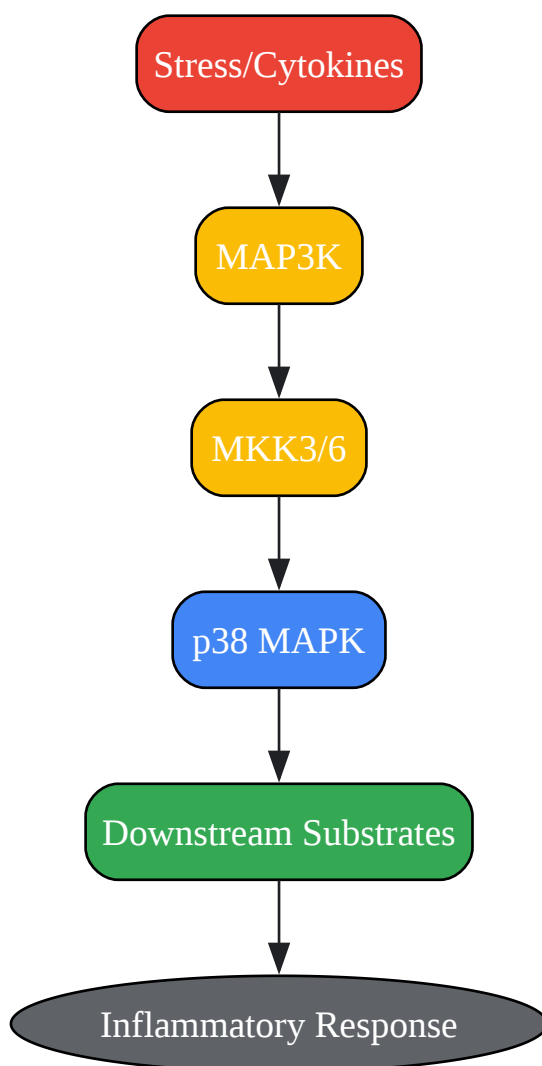 Stress/Cytokines
MAP3K
MKK3/6
p38 MAPK
Downstream Substrates
Inflammatory Response